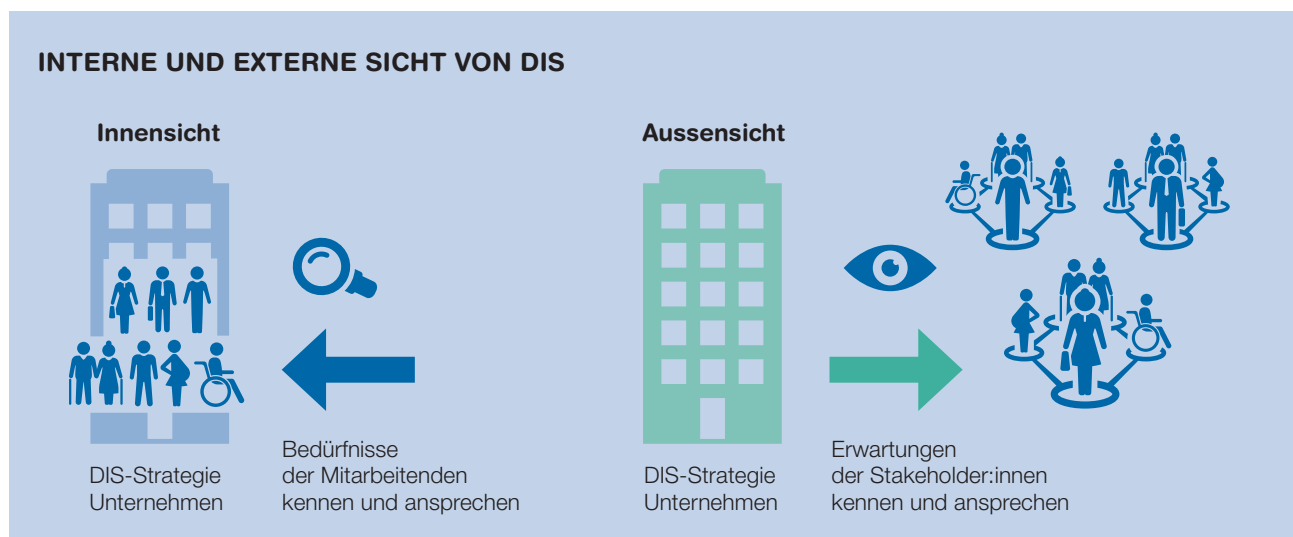 INTERNE UND EXTERNE SICHT VON DIS
Innensicht
DIS-Strategie
Unternehmen
Bedürfnisse
der Mitarbeitenden
kennen und ansprechen
Aussensicht
DIS-Strategie
Unternehmen
Erwartungen
der Stakeholder:innen
kennen und ansprechen